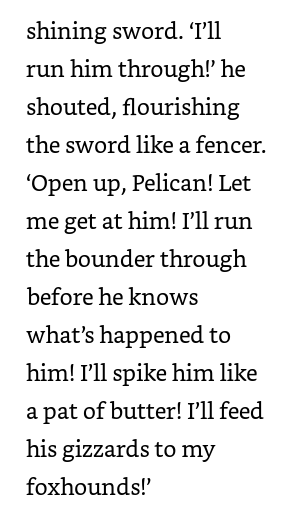 shining sword. ‘I’ll
run him through!’ he
shouted, flourishing
the sword like a fencer.
‘Open up, Pelican! Let
me get at him! I’ll run
the bounder through
before he knows
what’s happened to
him! I’ll spike him like
a pat of butter! I’ll feed
his gizzards to my
foxhounds!’